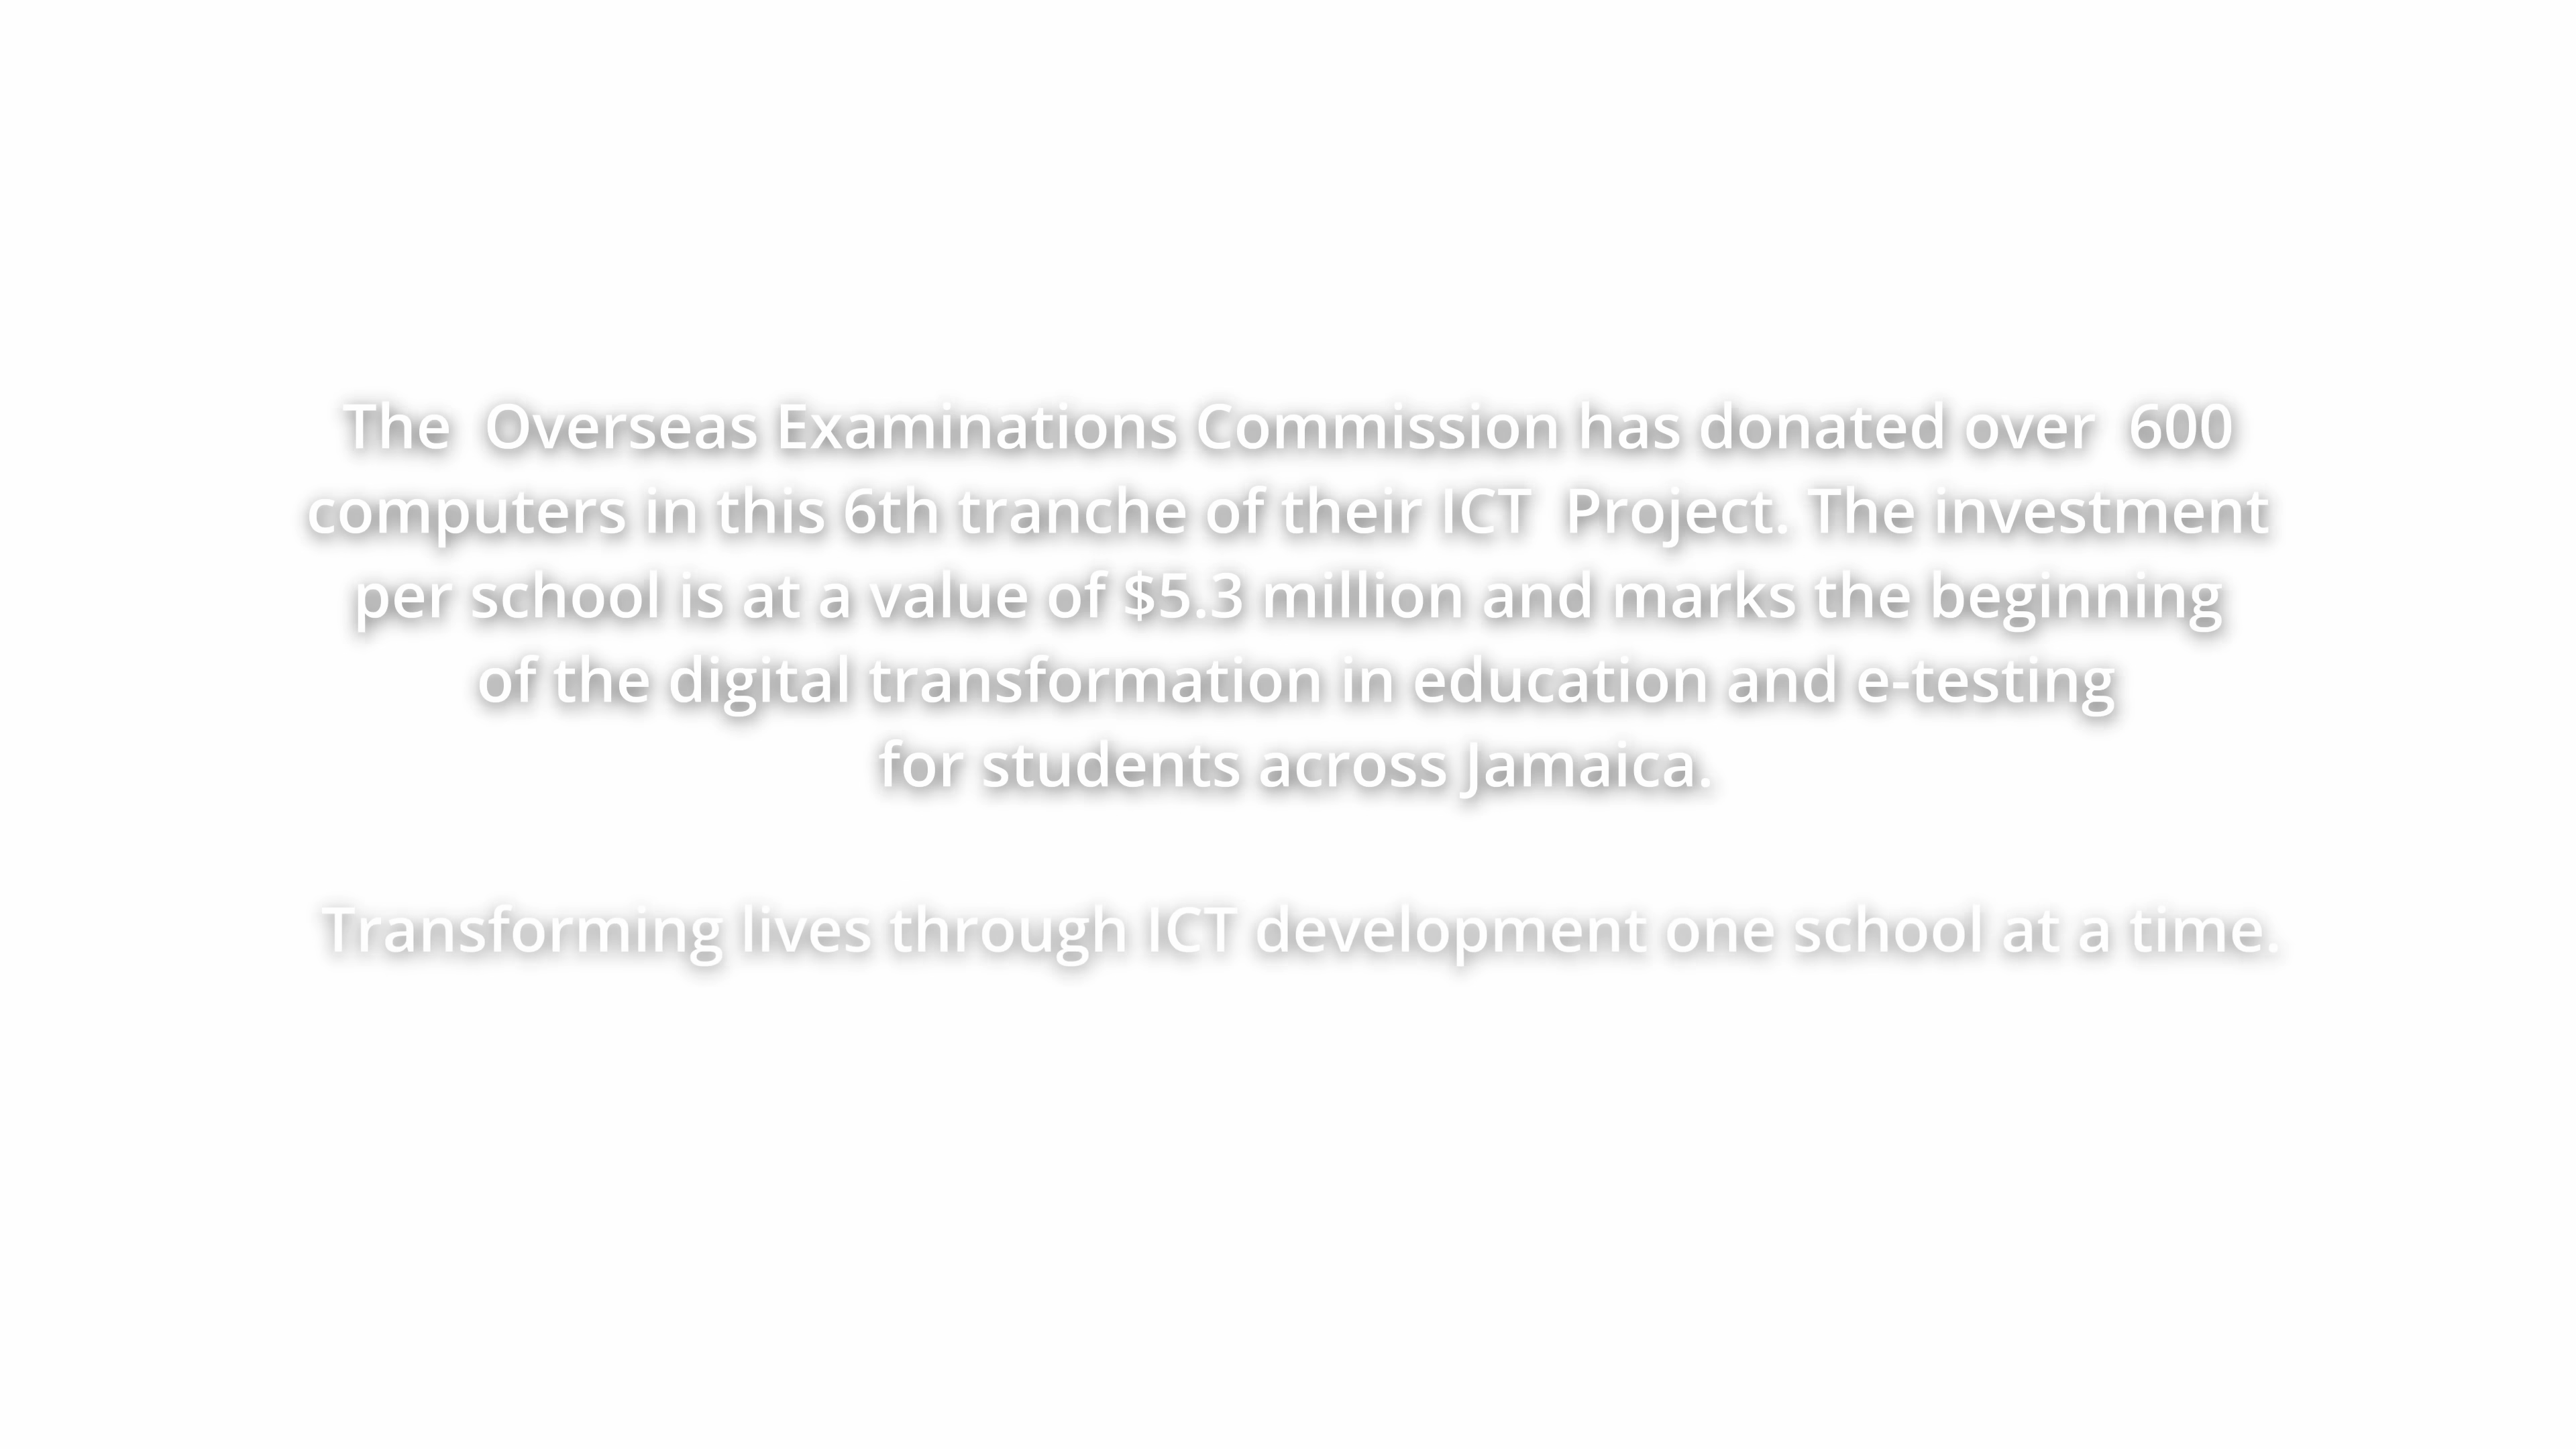 The  Overseas Examinations Commission has donated over  600
computers in this 6th tranche of their ICT  Project. The investment
per school is at a value of $5.3 million and marks the beginning
of the digital transformation in education and e-testing
for students across Jamaica.
Transforming lives through ICT development one school at a time.